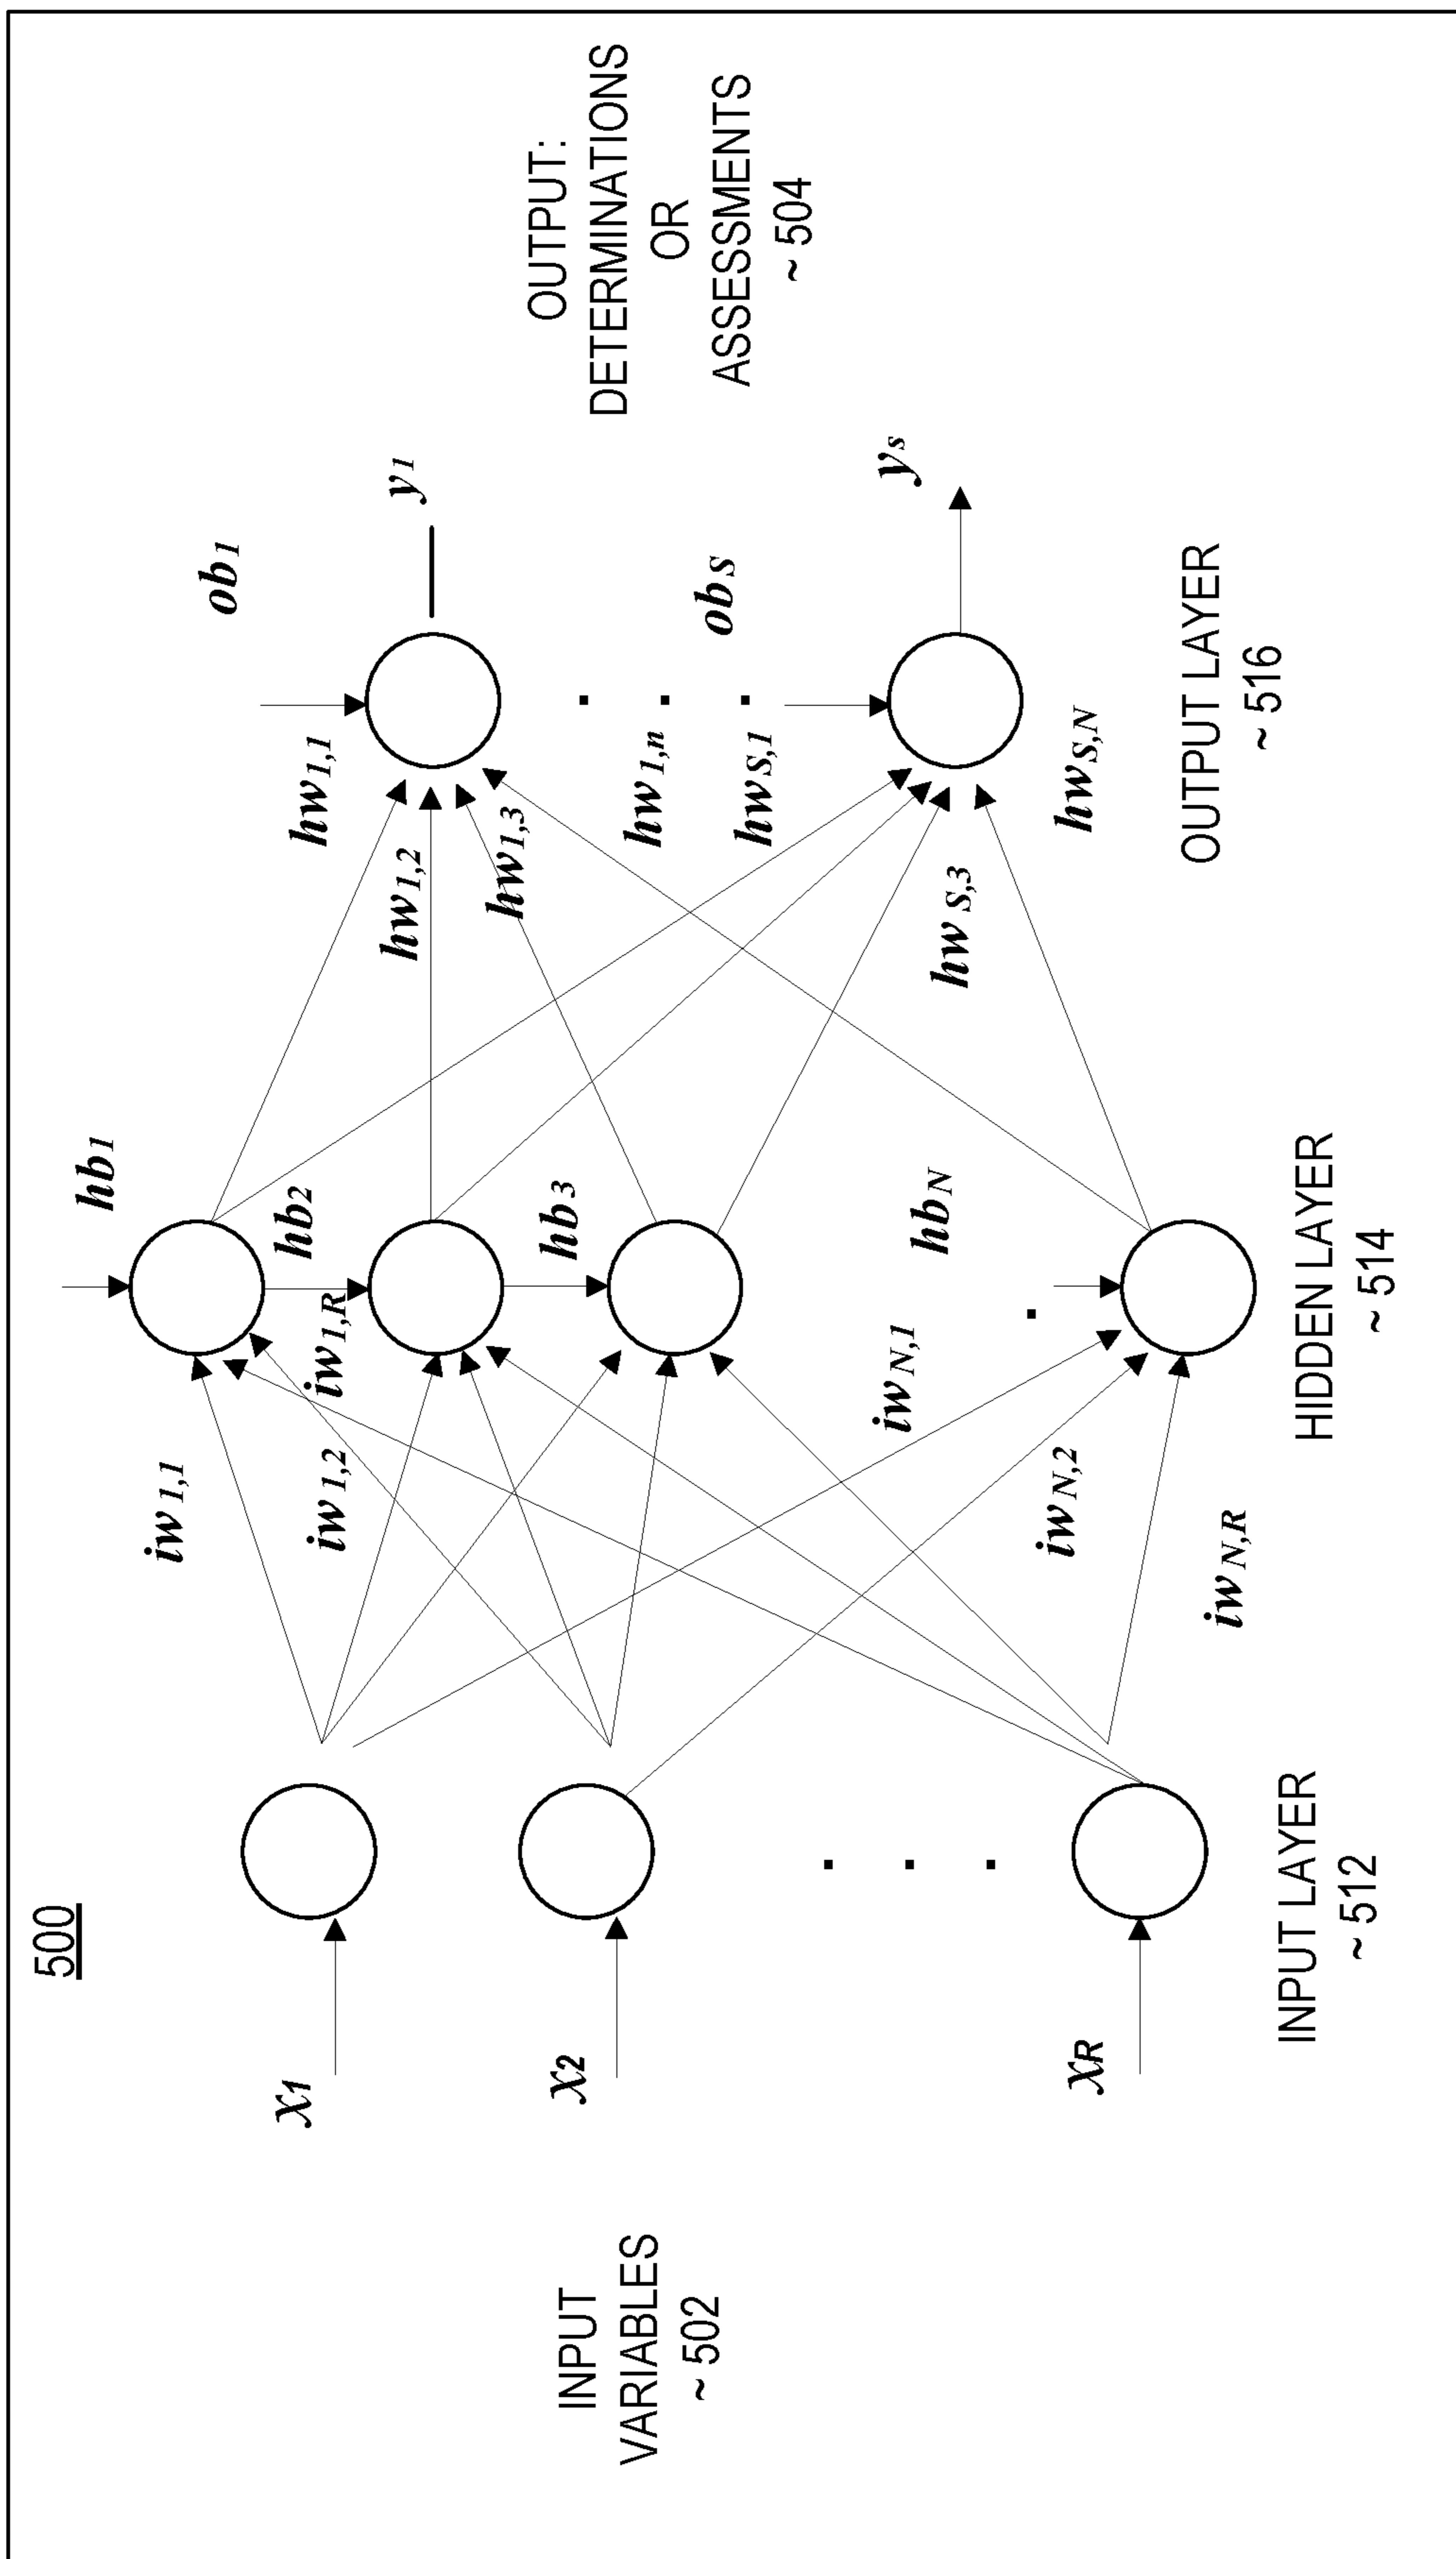 500
INPUT
VARIABLES
~ 502
x1
x2
xR
INPUT LAYER
~ 512
iw1,1
iw1,2
iw1,R
iwN,1
iwN,2
iwN,R
hb1
hb2
hb3
hbN
HIDDEN LAYER
~ 514
hw1,1
hw1,2
hw1,3
hw1,n
hwS,1
hwS,3
hwS,N
ob1
obS
OUTPUT LAYER
~ 516
y1
ys
OUTPUT:
DETERMINATIONS
OR
ASSESSMENTS
~ 504